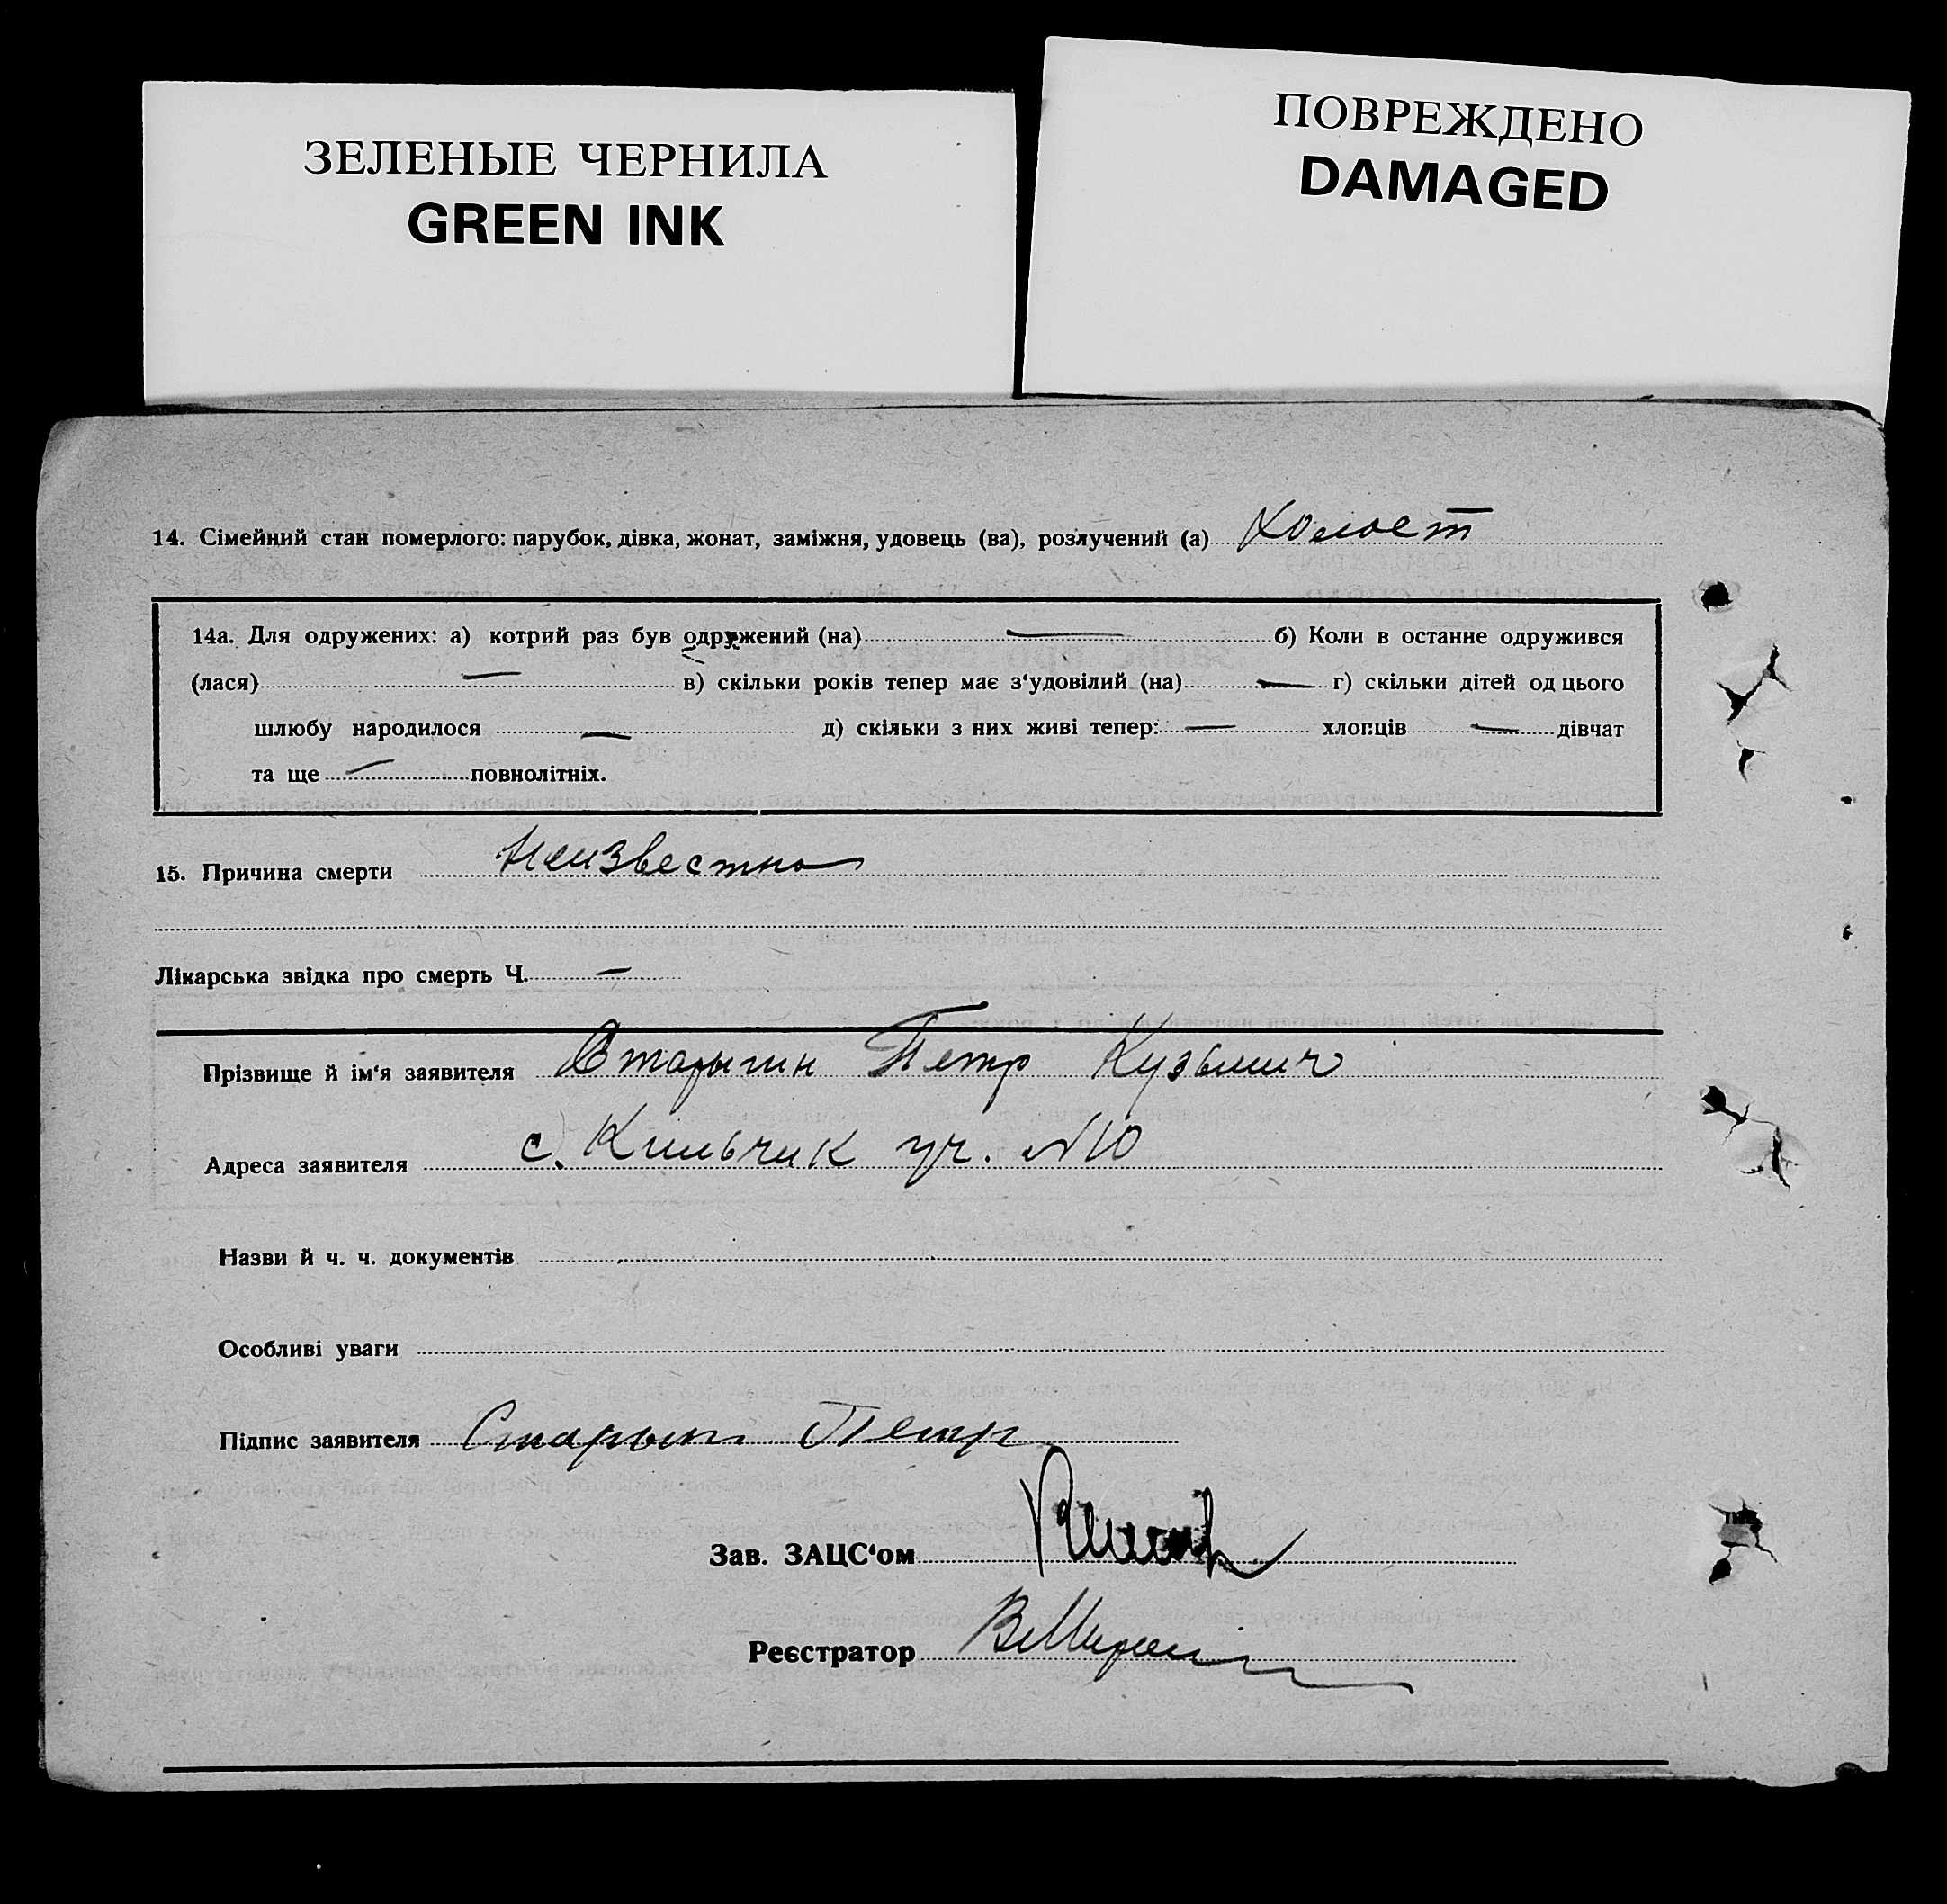 ЗЕЛЕНЫЕ ЧЕРНИЛА
GREEN INK
ПОВРЕЖДЕНО
DAMAGED
14. Сімейний стан померлого: парубок, дівка, жонат, заміжня, удовець (ва), розлучений (а) Холост
14а. Для одружених: а) котрий раз був одружений (на) — б) Коли в останнє одружився
(лася) — в) скільки років тепер має з‘удовілий (на) — г) скільки дітей од цього
шлюбу народилося — д) скільки з них живі тепер: — хлопців — дівчат
та ще — повнолітніх.
15. Причина смерти Неизвестно
Лікарська звідка про смерть Ч. —
Прізвище й ім‘я заявителя Старыгин Петр Кузьмич
Адреса заявителя с. Кильчик уч. №10
Назви й ч. ч. документів
Особливі уваги
Підпис заявителя Старыгин Петр
Зав. ЗАЦС‘ом
Реєстратор